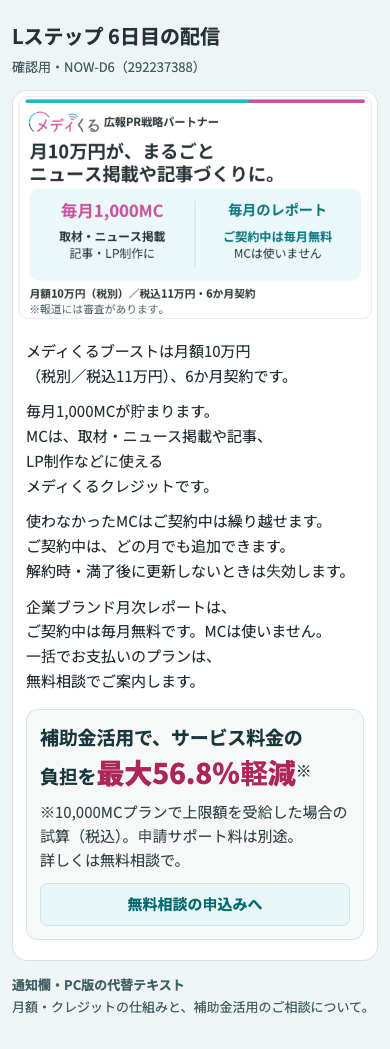 Lステップ 6日目の配信
確認用・NOW-D6（292237388）
メディくる 広報PR戦略パートナー
月10万円が、まるごと
ニュース掲載や記事づくりに。
毎月1,000MC
取材・ニュース掲載
記事・LP制作に
毎月のレポート
ご契約中は毎月無料
MCは使いません
月額10万円（税別）／税込11万円・6か月契約
※報道には審査があります。
メディくるブーストは月額10万円
（税別／税込11万円）、6か月契約です。
毎月1,000MCが貯まります。
MCは、取材・ニュース掲載や記事、
LP制作などに使える
メディくるクレジットです。
使わなかったMCはご契約中は繰り越せます。
ご契約中は、どの月でも追加できます。
解約時・満了後に更新しないときは失効します。
企業ブランド月次レポートは、
ご契約中は毎月無料です。MCは使いません。
一括でお支払いのプランは、
無料相談でご案内します。
補助金活用で、サービス料金の
負担を最大56.8%軽減※
※10,000MCプランで上限額を受給した場合の
試算（税込）。申請サポート料は別途。
詳しくは無料相談で。
無料相談の申込みへ
通知欄・PC版の代替テキスト
月額・クレジットの仕組みと、補助金活用のご相談について。